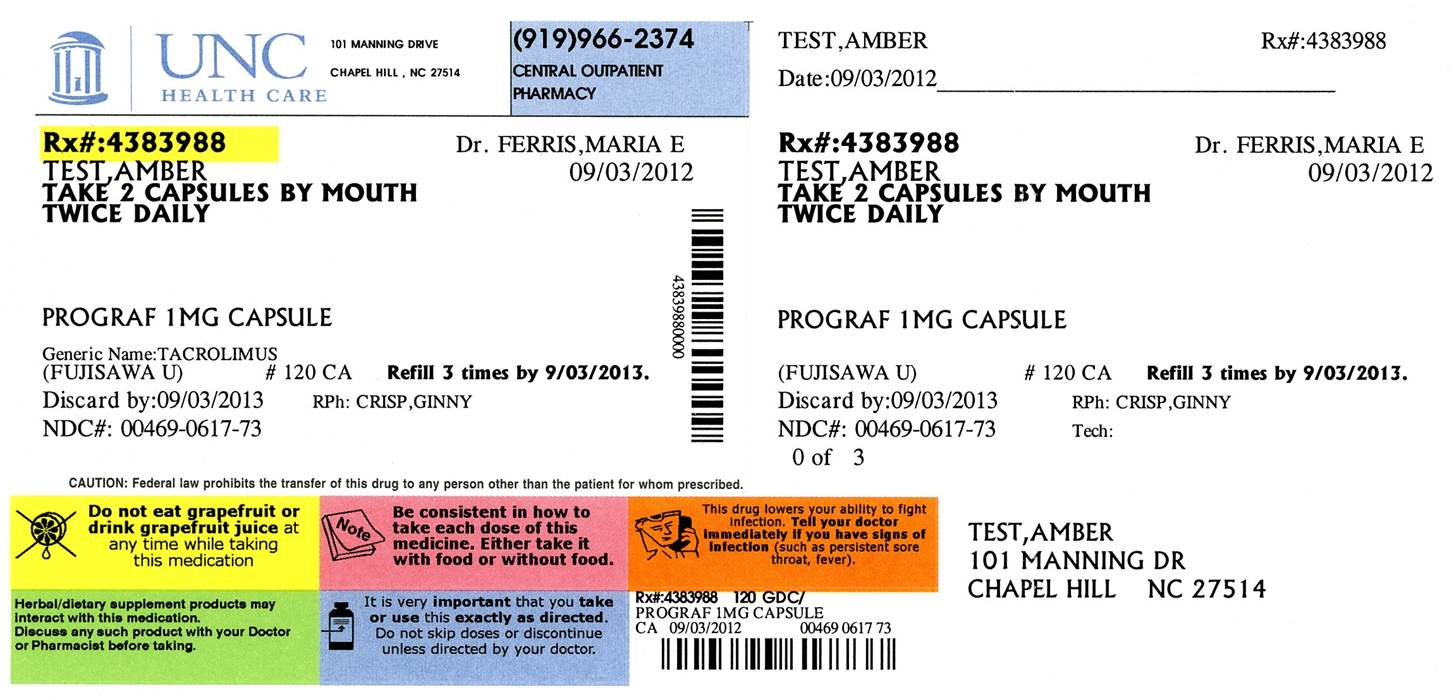 UNC
HEALTH CARE
101 MANNING DRIVE
CHAPEL HILL , NC 27514
(919)966-2374
CENTRAL OUTPATIENT
PHARMACY
Rx#:4383988
Dr. FERRIS,MARIA E
TEST,AMBER
09/03/2012
TAKE 2 CAPSULES BY MOUTH
TWICE DAILY
43839880000
PROGRAF 1MG CAPSULE
Generic Name:TACROLIMUS
(FUJISAWA U) # 120 CA Refill 3 times by 9/03/2013.
Discard by:09/03/2013 RPh: CRISP,GINNY
NDC#: 00469-0617-73
CAUTION: Federal law prohibits the transfer of this drug to any person other than the patient for whom prescribed.
TEST,AMBER Rx#:4383988
Date:09/03/2012
Rx#:4383988 Dr. FERRIS,MARIA E
TEST,AMBER 09/03/2012
TAKE 2 CAPSULES BY MOUTH
TWICE DAILY
PROGRAF 1MG CAPSULE
(FUJISAWA U) # 120 CA Refill 3 times by 9/03/2013.
Discard by:09/03/2013 RPh: CRISP,GINNY
NDC#: 00469-0617-73 Tech:
0 of 3
Do not eat grapefruit or
drink grapefruit juice at
any time while taking
this medication
Note
Be consistent in how to
take each dose of this
medicine. Either take it
with food or without food.
This drug lowers your ability to fight
infection. Tell your doctor
immediately if you have signs of
infection (such as persistent sore
throat, fever).
Herbal/dietary supplement products may
interact with this medication.
Discuss any such product with your Doctor
or Pharmacist before taking.
It is very important that you take
or use this exactly as directed.
Do not skip doses or discontinue
unless directed by your doctor.
Rx#:4383988 120 GDC/
PROGRAF 1MG CAPSULE
CA 09/03/2012 00469 0617 73
TEST,AMBER
101 MANNING DR
CHAPEL HILL NC 27514